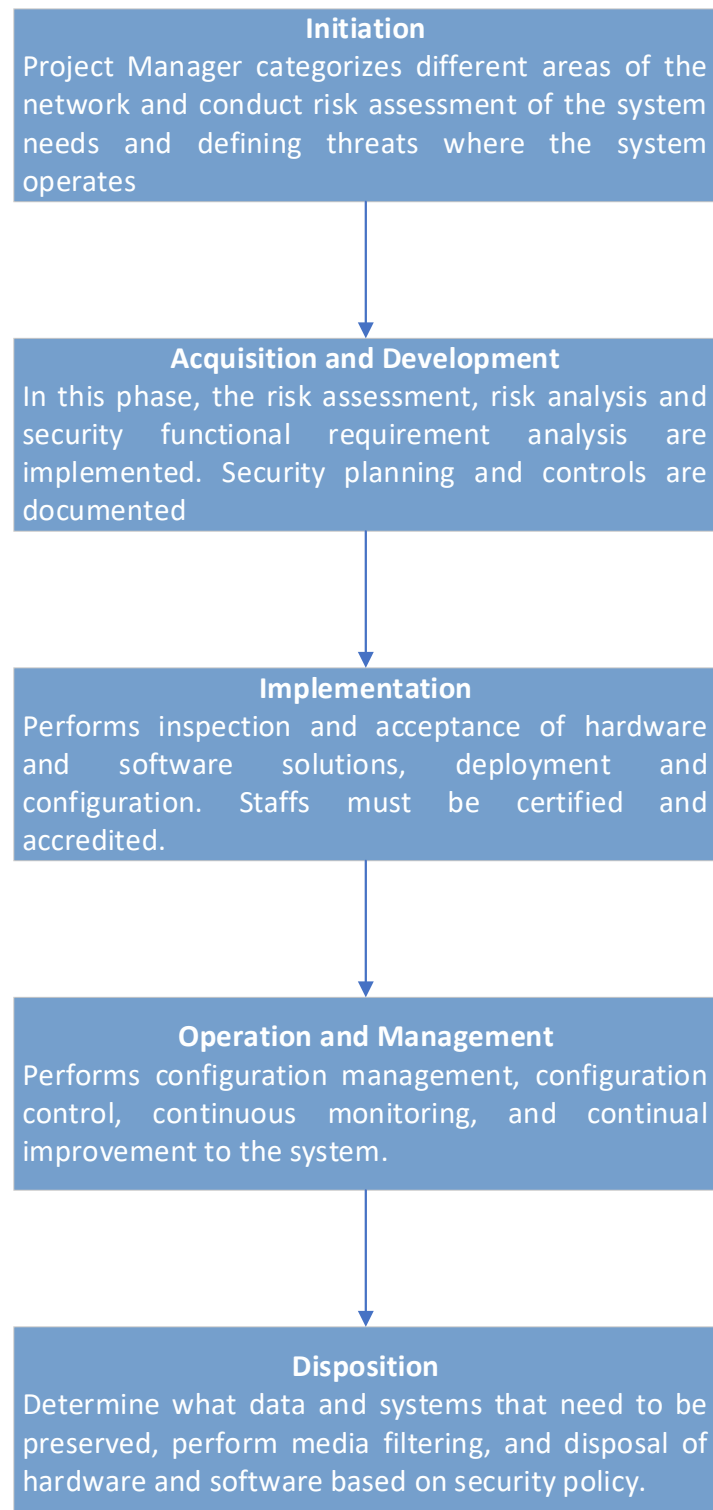 Initiation
Project Manager categorizes different areas of the
network and conduct risk assessment of the system
needs and defining threats where the system
operates
Acquisition and Development
In this phase, the risk assessment, risk analysis and
security functional requirement analysis are
implemented. Security planning and controls are
documented
Implementation
Performs inspection and acceptance of hardware
and software solutions, deployment and
configuration. Staffs must be certified and
accredited.
Operation and Management
Performs configuration management, configuration
control, continuous monitoring, and continual
improvement to the system.
Disposition
Determine what data and systems that need to be
preserved, perform media filtering, and disposal of
hardware and software based on security policy.